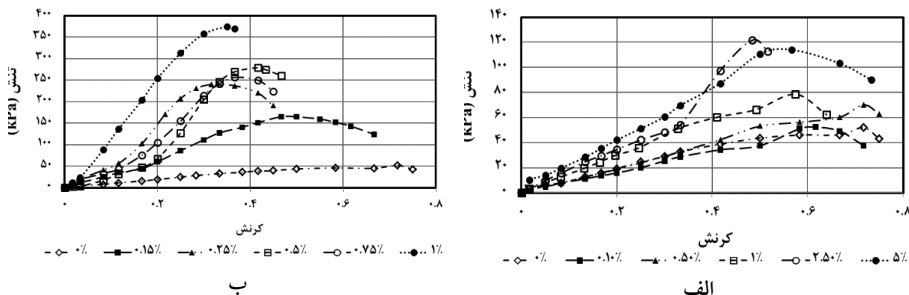 ۱۴۰
۱۲۰
۱۰۰
۸۰
۶۰
۴۰
۲۰
۰
تنش (kPa)
۰ ۰.۲ ۰.۴ ۰.۶ ۰.۸
کرنش
۰٪ ۰.۱۰٪ ۰.۵۰٪ ۱٪ ۲.۵۰٪ ۵٪
الف
۴۰۰
۳۵۰
۳۰۰
۲۵۰
۲۰۰
۱۵۰
۱۰۰
۵۰
۰
تنش (kPa)
۰ ۰.۲ ۰.۴ ۰.۶ ۰.۸
کرنش
۰٪ ۰.۱۵٪ ۰.۲۵٪ ۰.۵٪ ۰.۷۵٪ ۱٪
ب